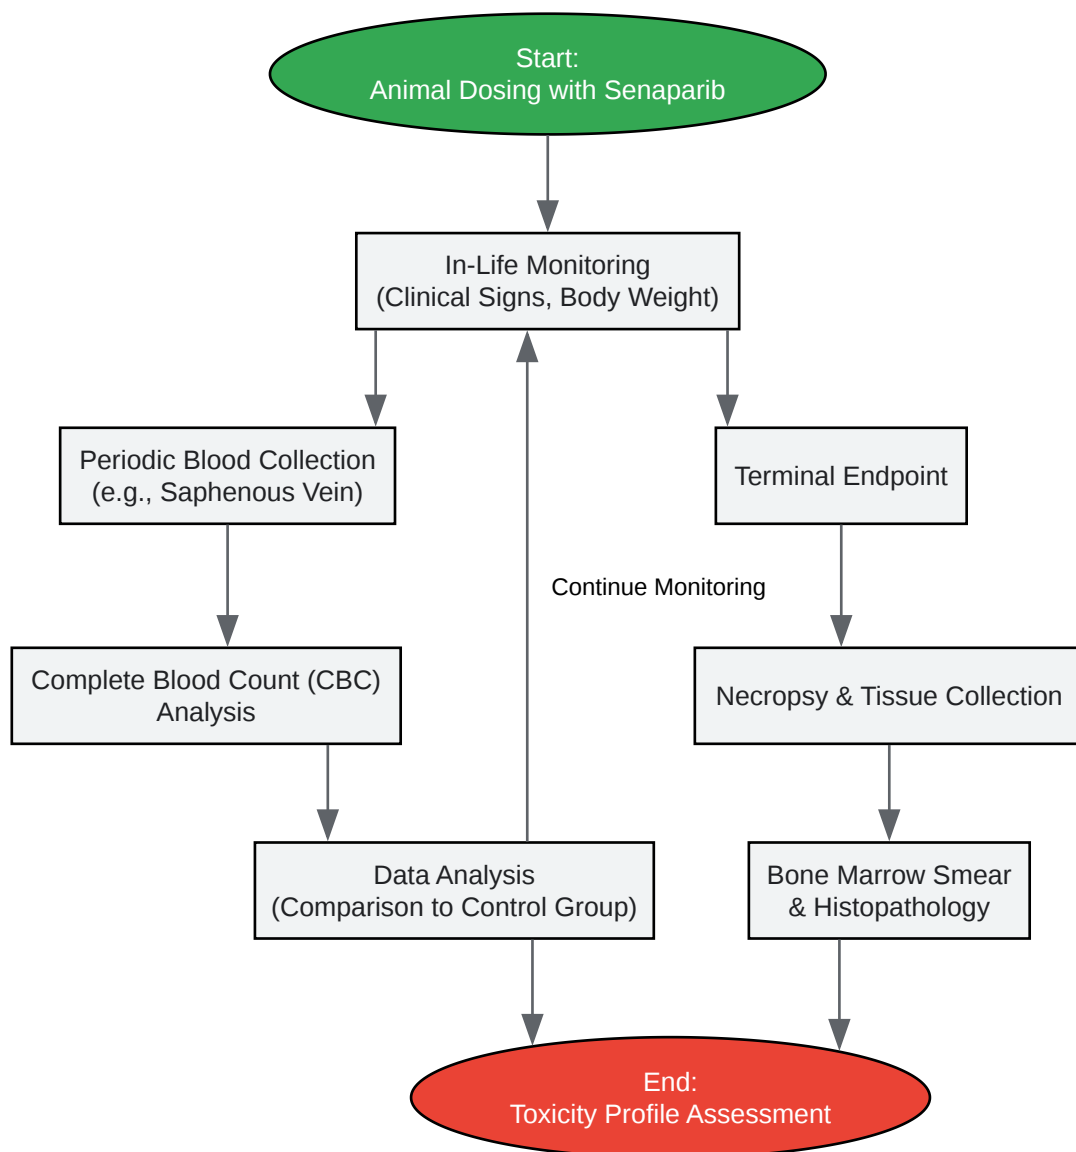 Start:
Animal Dosing with Senaparib
In-Life Monitoring
(Clinical Signs, Body Weight)
Periodic Blood Collection
(e.g., Saphenous Vein)
Terminal Endpoint
Continue Monitoring
Complete Blood Count (CBC)
Analysis
Necropsy & Tissue Collection
Data Analysis
(Comparison to Control Group)
Bone Marrow Smear
& Histopathology
End:
Toxicity Profile Assessment